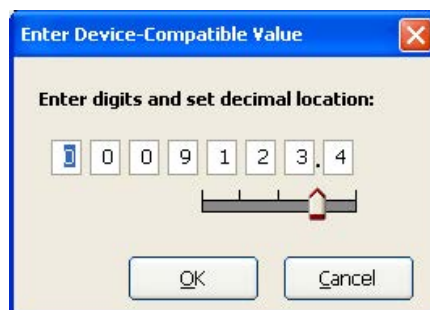 Enter Device-Compatible Value
Enter digits and set decimal location:
0 0 0 9 1 2 3 . 4
OK Cancel